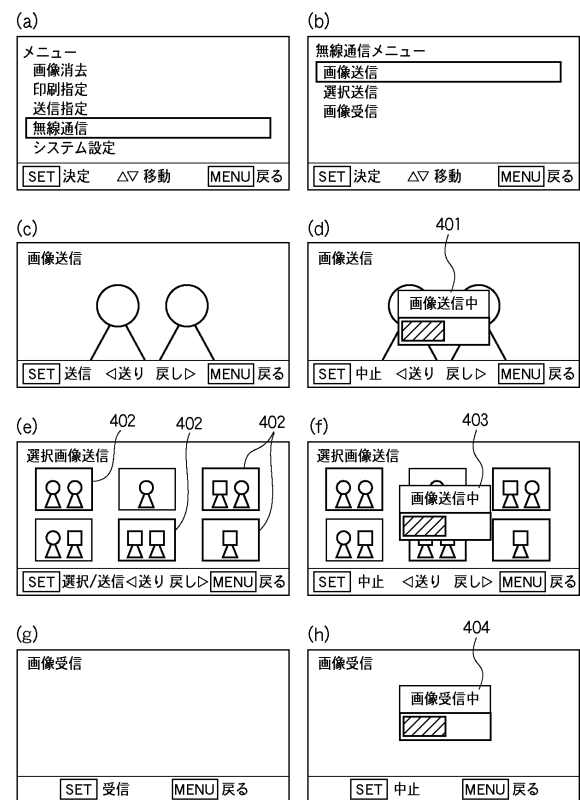 (a)
メニュー
画像消去
印刷指定
送信指定
無線通信
システム設定
SET 決定 △▽ 移動 MENU 戻る
(b)
無線通信メニュー
画像送信
選択送信
画像受信
SET 決定 △▽ 移動 MENU 戻る
(c)
画像送信
SET 送信 ◁送り 戻し▷ MENU 戻る
(d)
401
画像送信
画像送信中
SET 中止 ◁送り 戻し▷ MENU 戻る
(e)
402 402 402
選択画像送信
SET 選択/送信 ◁送り 戻し▷ MENU 戻る
(f)
403
選択画像送信
画像送信中
SET 中止 ◁送り 戻し▷ MENU 戻る
(g)
画像受信
SET 受信 MENU 戻る
(h)
404
画像受信
画像受信中
SET 中止 MENU 戻る